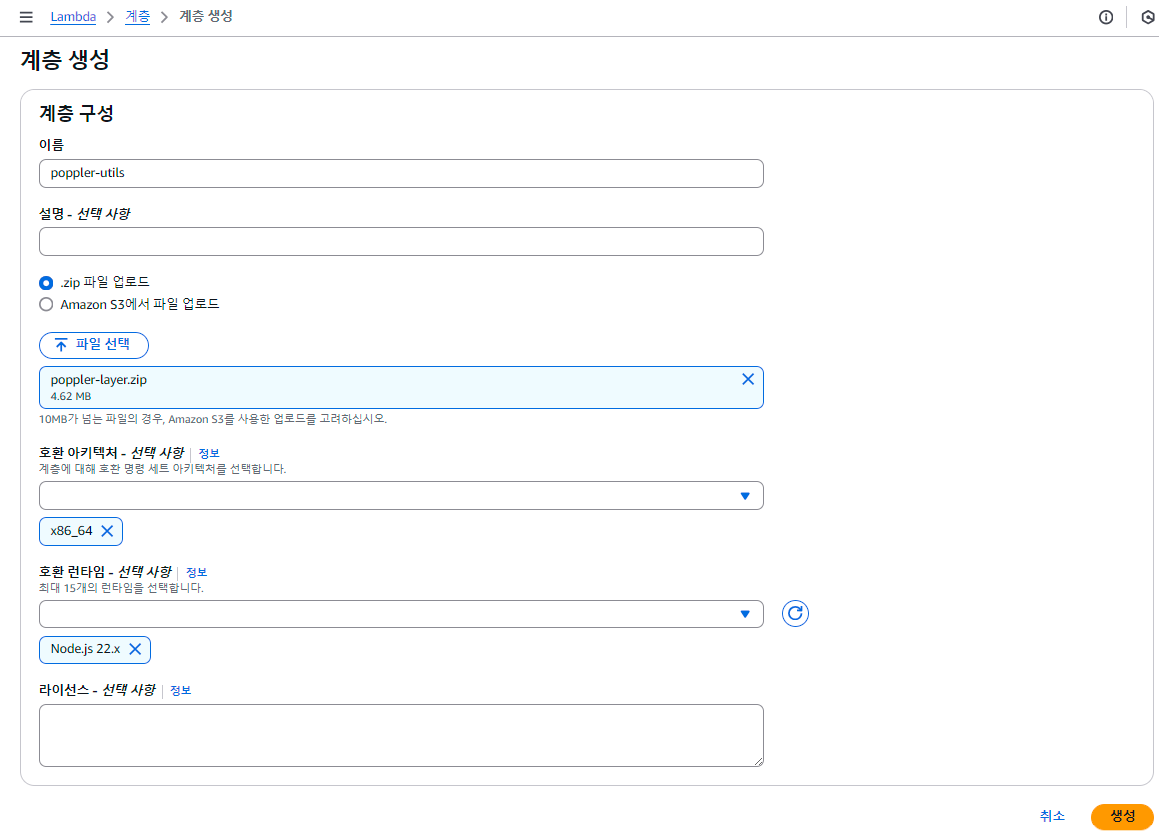 Lambda > 계층 > 계층 생성
계층 생성
계층 구성
이름
poppler-utils
설명 - 선택 사항
.zip 파일 업로드
Amazon S3에서 파일 업로드
파일 선택
poppler-layer.zip
4.62 MB
10MB가 넘는 파일의 경우, Amazon S3를 사용한 업로드를 고려하십시오.
호환 아키텍처 - 선택 사항 | 정보
계층에 대해 호환 명령 세트 아키텍처를 선택합니다.
x86_64
호환 런타임 - 선택 사항 | 정보
최대 15개의 런타임을 선택합니다.
Node.js 22.x
라이선스 - 선택 사항 | 정보
취소 생성